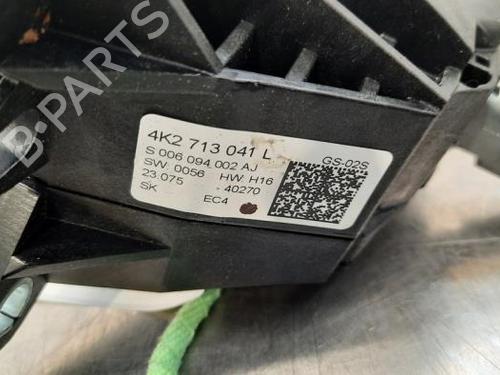 B-PARTS
4K2 713 041 L
GS-02S
S 006 094 002 AJ
SW: 0056 HW: H16
23.075 - 40270
SK EC4